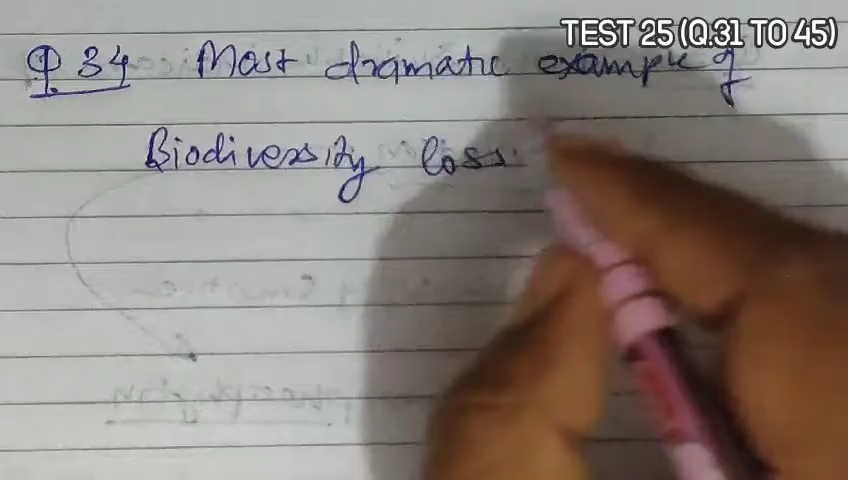 TEST 25 (Q.31 TO 45)
Q 34 Most dramatic example of
Biodiversity loss